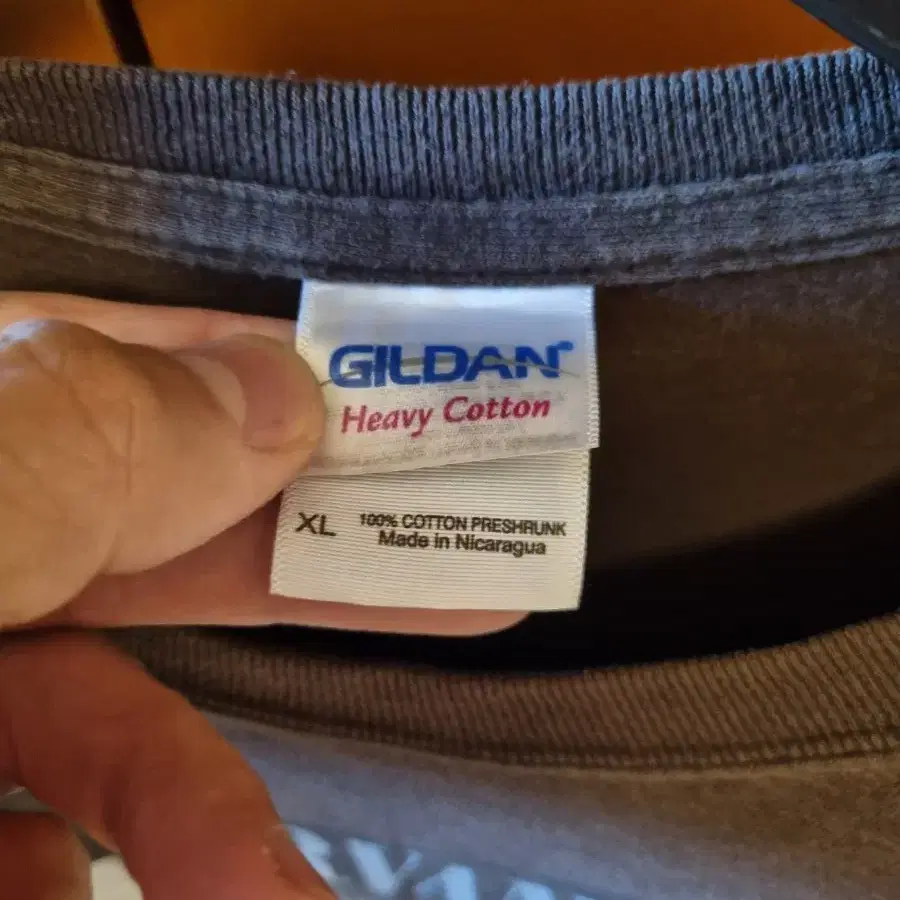 GILDAN®
Heavy Cotton
XL 100% COTTON PRESHRUNK
Made in Nicaragua